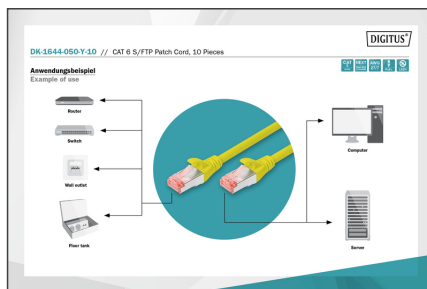 DIGITUS®
DK-1644-050-Y-10 // CAT 6 S/FTP Patch Cord, 10 Pieces
Anwendungsbeispiel
Example of use
Router
Switch
Wall outlet
Floor tank
Computer
Server